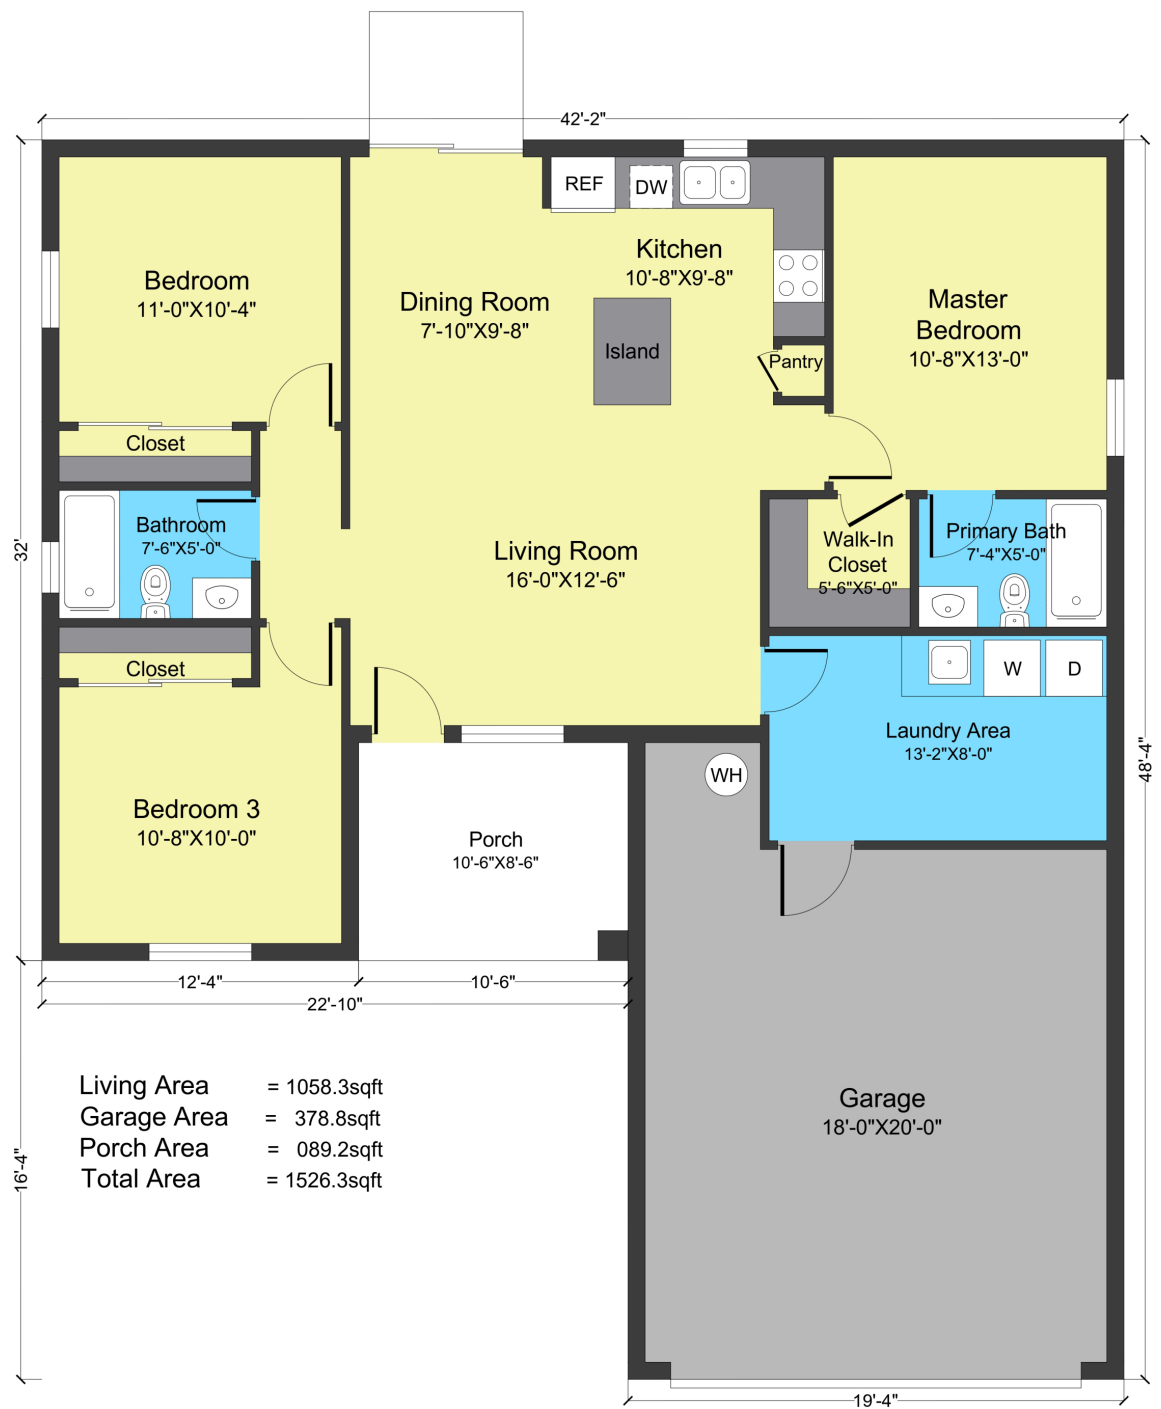 42'-2"
REF
DW
Kitchen
10'-8"X9'-8"
Bedroom
11'-0"X10'-4"
Dining Room
7'-10"X9'-8"
Master
Bedroom
10'-8"X13'-0"
Island
Pantry
Closet
Bathroom
7'-6"X5'-0"
32'
Living Room
16'-0"X12'-6"
Walk-In
Closet
5'-6"X5'-0"
Primary Bath
7'-4"X5'-0"
Closet
W
D
Laundry Area
13'-2"X8'-0"
48'-4"
WH
Bedroom 3
10'-8"X10'-0"
Porch
10'-6"X8'-6"
12'-4"
10'-6"
22'-10"
Living Area = 1058.3sqft
Garage Area = 378.8sqft
Porch Area = 089.2sqft
Total Area = 1526.3sqft
16'-4"
Garage
18'-0"X20'-0"
19'-4"